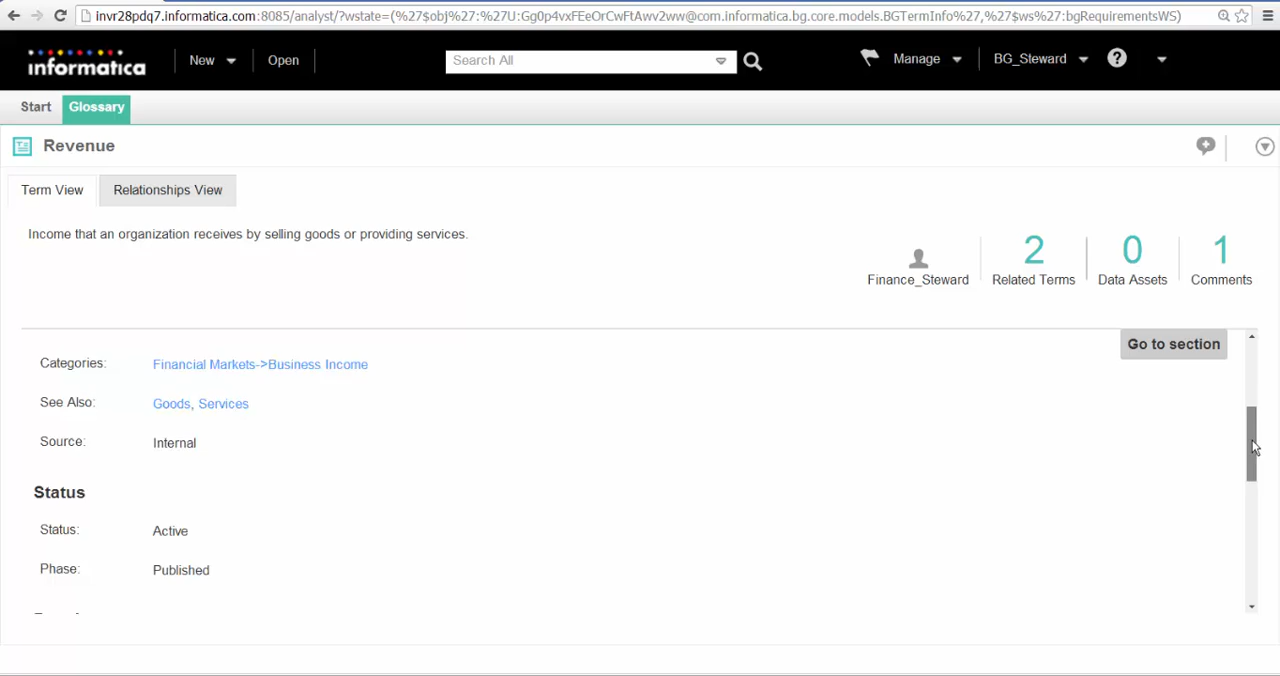 invr28pdq7.informatica.com:8085/analyst/?wstate=(%27$obj%27:%27U:Gg0p4vxFEeOrCwFtAwv2ww@com.informatica.bg.core.models.BGTermInfo%27,%27$ws%27:bgRequirementsWS)
informatica New Open Search All Manage BG_Steward ?
Start Glossary
Revenue
Term View Relationships View
Income that an organization receives by selling goods or providing services.
2 0 1
Finance_Steward Related Terms Data Assets Comments
Go to section
Categories: Financial Markets->Business Income
See Also: Goods, Services
Source: Internal
Status
Status: Active
Phase: Published